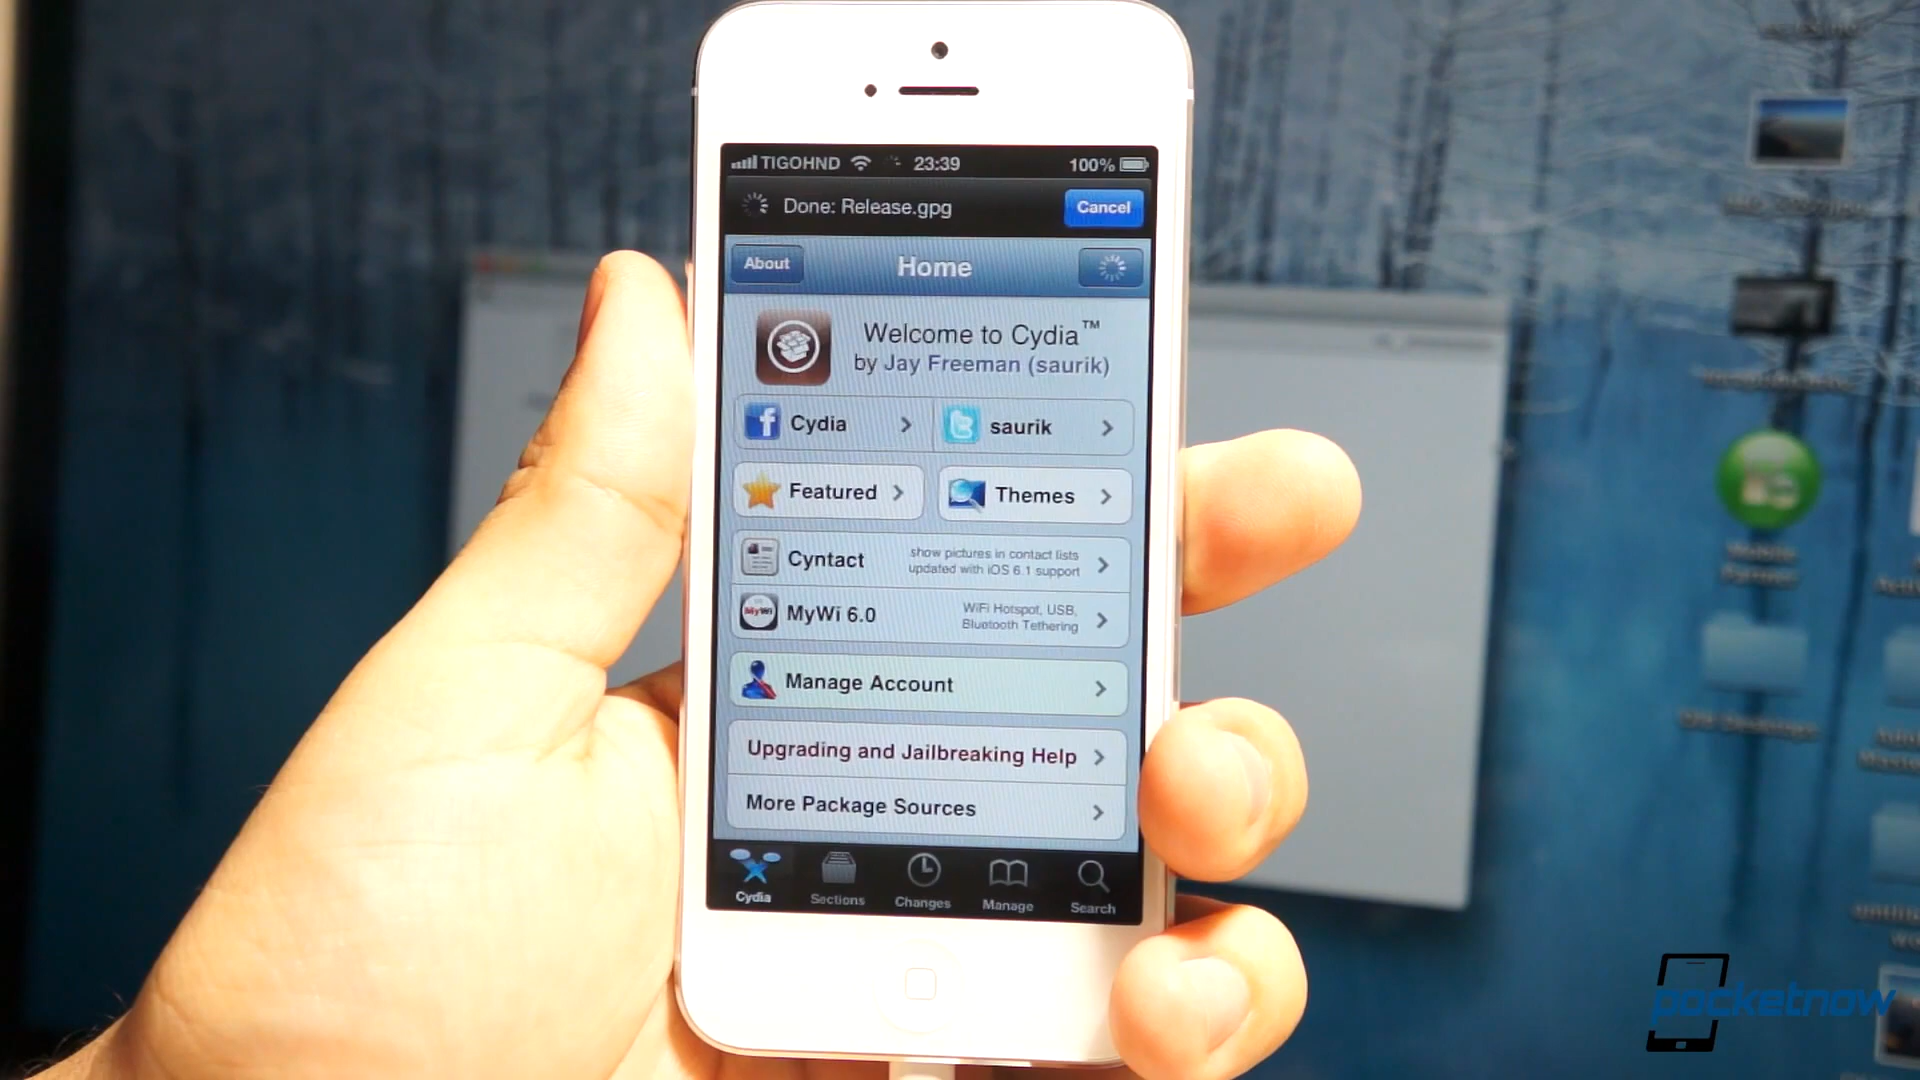 TIGOHND 23:39 100%
Done: Release.gpg Cancel
About Home
Welcome to Cydia™
by Jay Freeman (saurik)
Cydia saurik
Featured Themes
Cyntact show pictures in contact lists
updated with iOS 6.1 support
MyWi MyWi 6.0 WiFi Hotspot, USB,
Bluetooth Tethering
Manage Account
Upgrading and Jailbreaking Help
More Package Sources
Cydia Sections Changes Manage Search
pocketnow